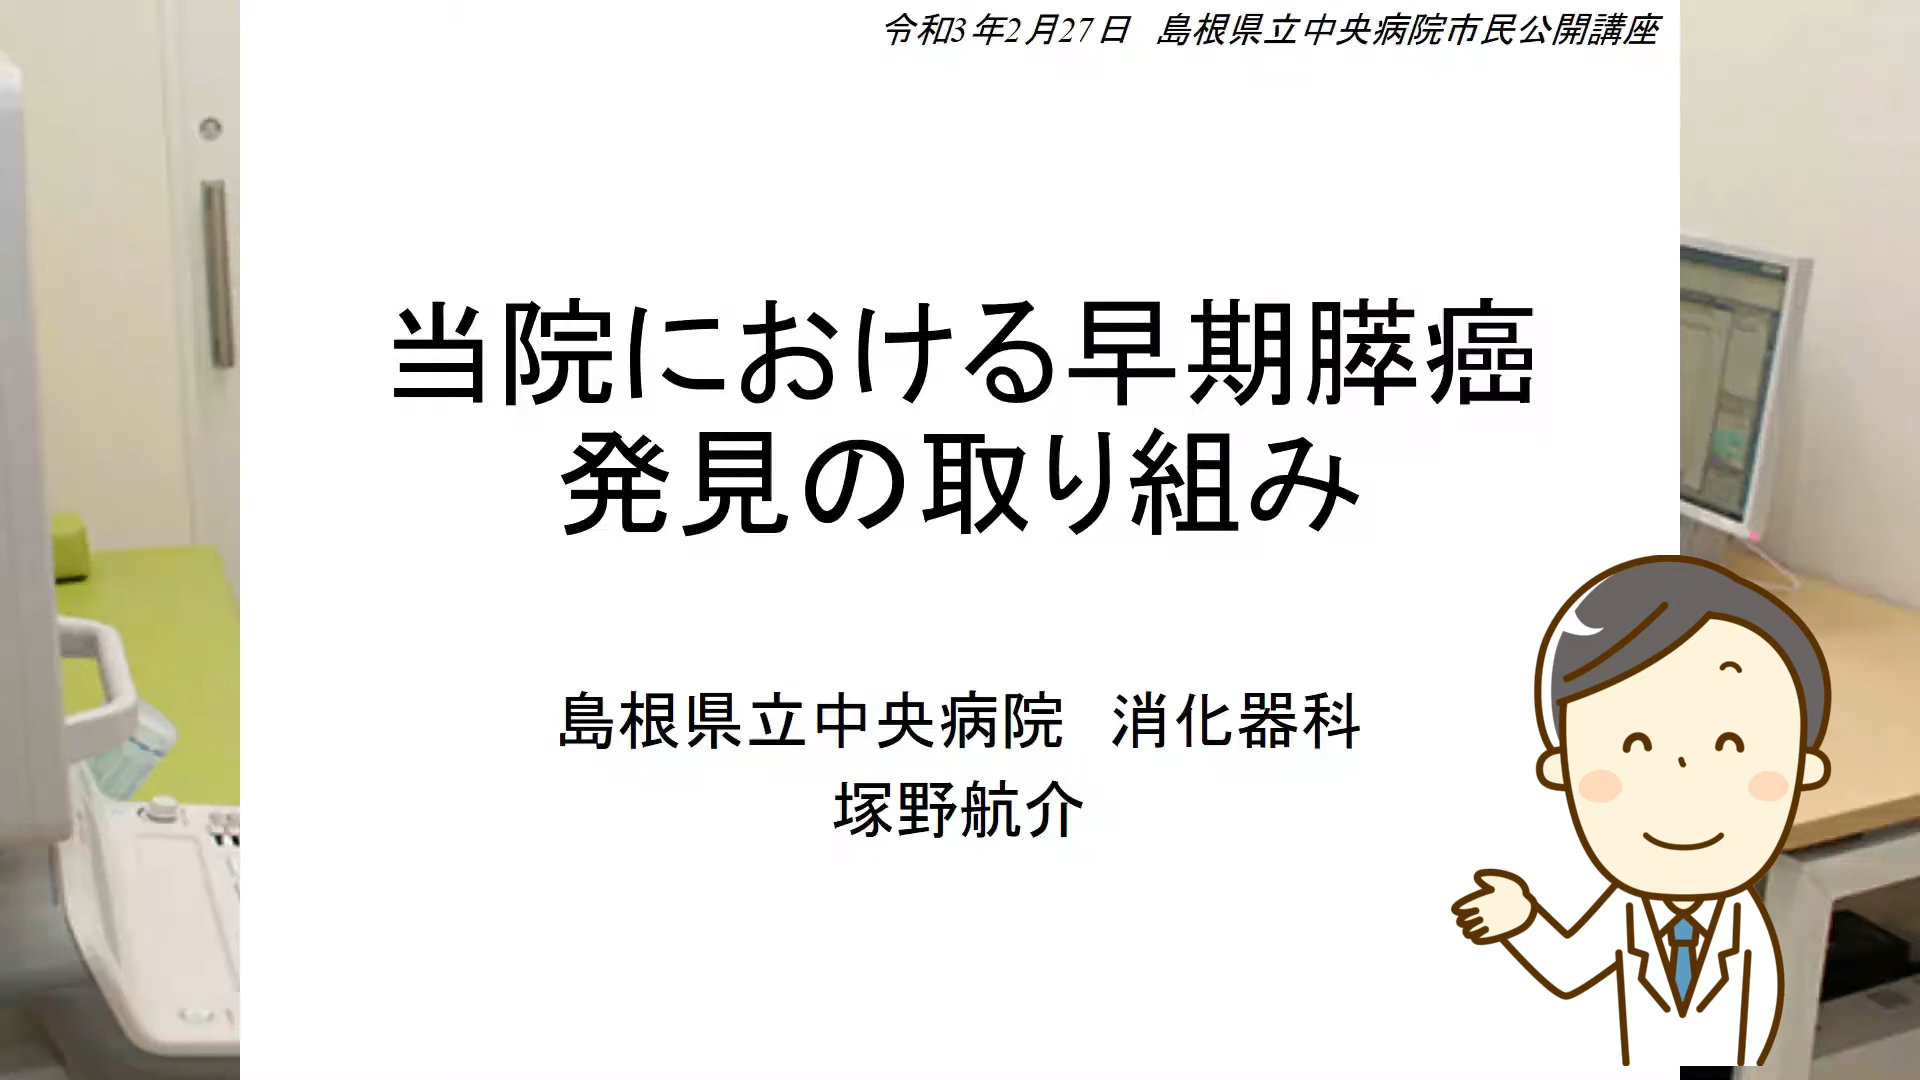 令和3年2月27日 島根県立中央病院市民公開講座
当院における早期膵癌
発見の取り組み
島根県立中央病院 消化器科
塚野航介